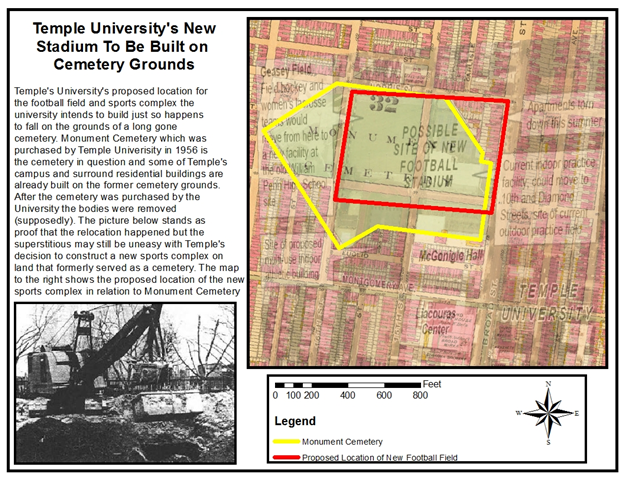 Temple University's New
Stadium To Be Built on
Cemetery Grounds
Temple's University's proposed location for
the football field and sports complex the
university intends to build just so happens
to fall on the grounds of a long gone
cemetery. Monument Cemetery which was
purchased by Temple Univerisity in 1956 is
the cemetery in question and some of Temple's
campus and surround residential buildings are
already built on the former cemetery grounds.
After the cemetery was purchased by the
University the bodies were removed
(supposedly). The picture below stands as
proof that the relocation happened but the
superstitious may still be uneasy with Temple's
decision to construct a new sports complex on
land that formerly served as a cemetery. The map
to the right shows the proposed location of the new
sports complex in relation to Monument Cemetery
Geasey Field
Field hockey and
women's lacrosse
would
move from here to
a new facility at
the old William
Penn High School
site.
32
MONUMENT
CEMETERY
POSSIBLE
SITE OF NEW
FOOTBALL
STADIUM
Apartments torn
down this summer
Current indoor practice
facility, could move to
10th and Diamond
Streets, site of current
outdoor practice field
Site of proposed
building
McGonigle Hall
MONTGOMERY AVE
Liacouras
Center
TEMPLE
UNIVERSITY
Feet
0 100 200 400 600 800
N
W E
S
Legend
Monument Cemetery
Proposed Location of New Football Field